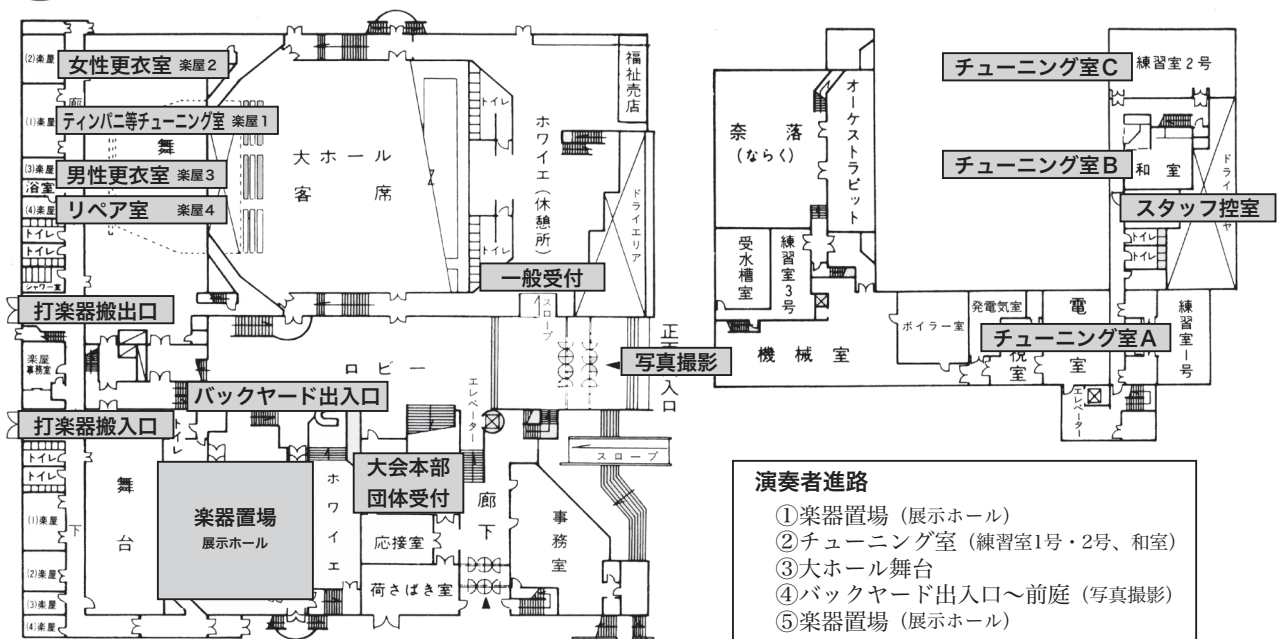 (2)楽屋
女性更衣室 楽屋2
廊
(1)楽屋
ティンパニ等チューニング室 楽屋1
舞
(3)楽屋
男性更衣室 楽屋3
浴室
(4)楽屋
リペア室 楽屋4
トイレ
トイレ
シャワー室
大ホール
客席
トイレ
トイレ
ホワイエ(休憩所)
福祉売店
ドライエリア
一般受付
スロープ
打楽器搬出口
楽屋
事務室
ロビー
エレベーター
写真撮影
バックヤード出入口
打楽器搬入口
トイレ
トイレ
トイレ
(1)楽屋
(2)楽屋
(3)楽屋
(4)楽屋
下
舞台
楽器置場
展示ホール
ホワイエ
大会本部
団体受付
応接室
荷さばき室
廊下
事務室
スロープ
奈落
(ならく)
オーケストラピット
受水槽室
練習室3号
機械室
ボイラー室
発電気室
チューニング室A
練習室1号
エレベーター
チューニング室C
練習室2号
チューニング室B
和室
スタッフ控室
トイレ
トイレ
演奏者進路
①楽器置場(展示ホール)
②チューニング室(練習室1号・2号、和室)
③大ホール舞台
④バックヤード出入口〜前庭(写真撮影)
⑤楽器置場(展示ホール)